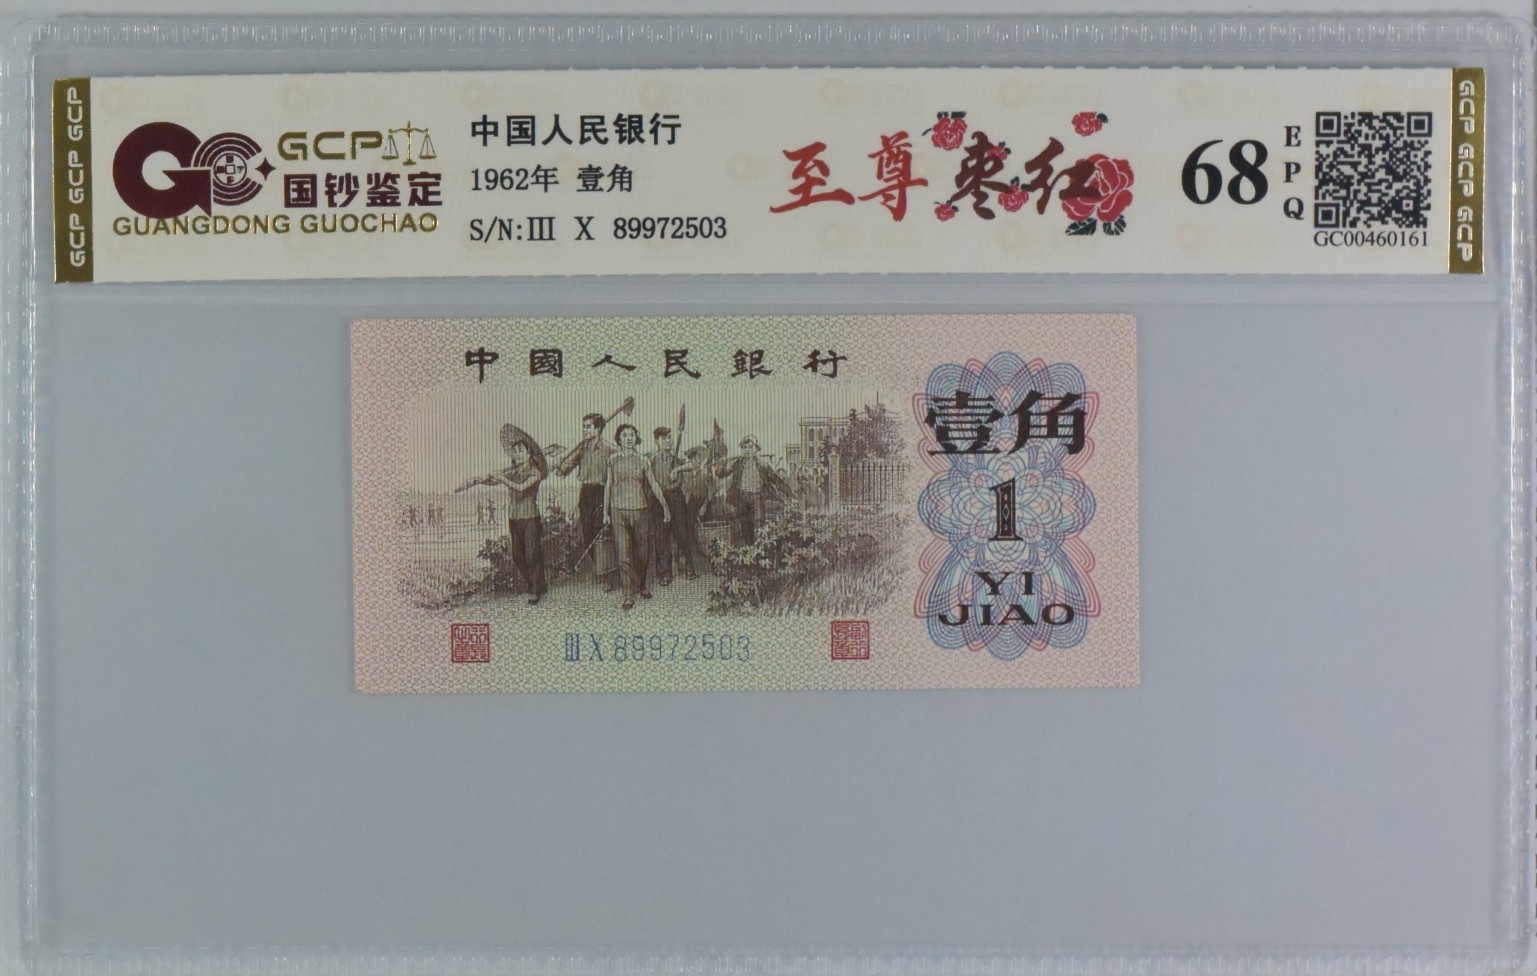 GCP GCP GCP
GCP
国钞鉴定
GUANGDONG GUOCHAO
中国人民银行
1962年 壹角
S/N:III X 89972503
至尊枣红
68
EPQ
GC00460161
GCP GCP GCP
中國人民銀行
壹角
1
YI
JIAO
III X 89972503